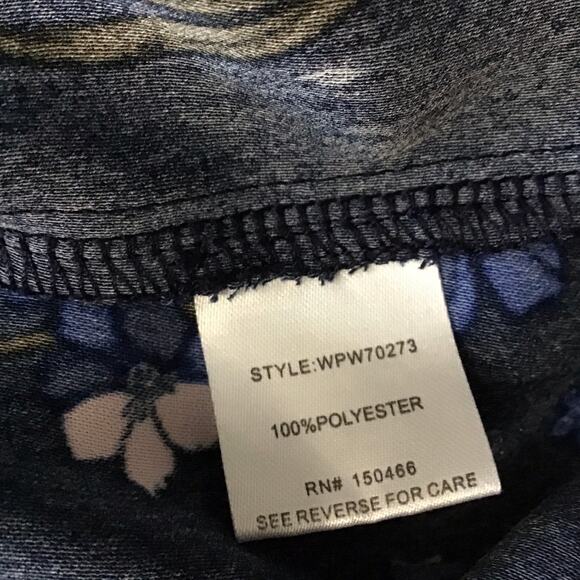 STYLE:WPW70273
100%POLYESTER
RN# 150466
SEE REVERSE FOR CARE